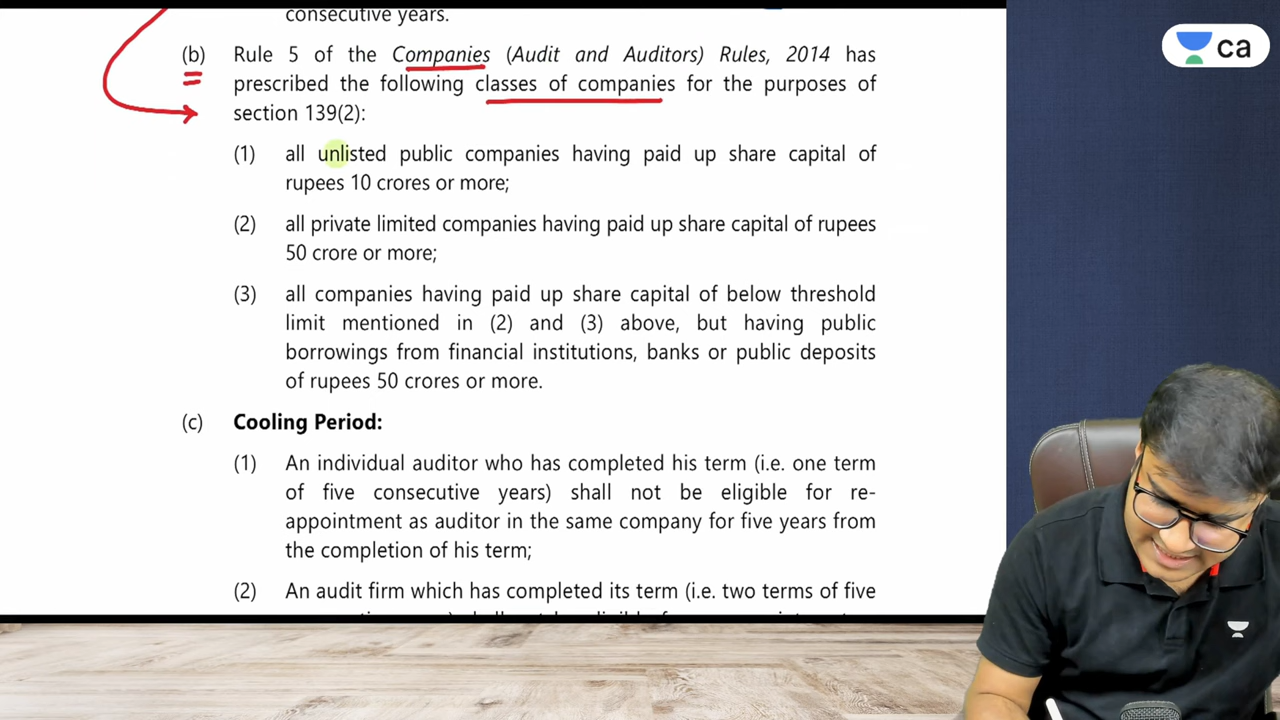 consecutive years.
ca
(b) Rule 5 of the Companies (Audit and Auditors) Rules, 2014 has
prescribed the following classes of companies for the purposes of
section 139(2):
(1) all unlisted public companies having paid up share capital of
rupees 10 crores or more;
(2) all private limited companies having paid up share capital of rupees
50 crore or more;
(3) all companies having paid up share capital of below threshold
limit mentioned in (2) and (3) above, but having public
borrowings from financial institutions, banks or public deposits
of rupees 50 crores or more.
(c) Cooling Period:
(1) An individual auditor who has completed his term (i.e. one term
of five consecutive years) shall not be eligible for re-
appointment as auditor in the same company for five years from
the completion of his term;
(2) An audit firm which has completed its term (i.e. two terms of five